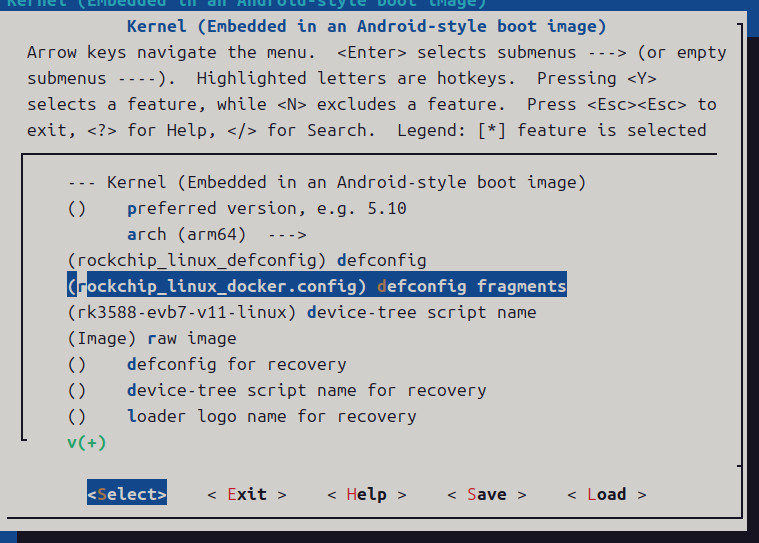 Kernel (Embedded in an Android-style boot image)
Kernel (Embedded in an Android-style boot image)
Arrow keys navigate the menu.  <Enter> selects submenus ---> (or empty
submenus ----).  Highlighted letters are hotkeys.  Pressing <Y>
selects a feature, while <N> excludes a feature.  Press <Esc><Esc> to
exit, <?> for Help, </> for Search.  Legend: [*] feature is selected
--- Kernel (Embedded in an Android-style boot image)
()    preferred version, e.g. 5.10
arch (arm64)  --->
(rockchip_linux_defconfig) defconfig
(rockchip_linux_docker.config) defconfig fragments
(rk3588-evb7-v11-linux) device-tree script name
(Image) raw image
()    defconfig for recovery
()    device-tree script name for recovery
()    loader logo name for recovery
v(+)
<Select>    < Exit >    < Help >    < Save >    < Load >